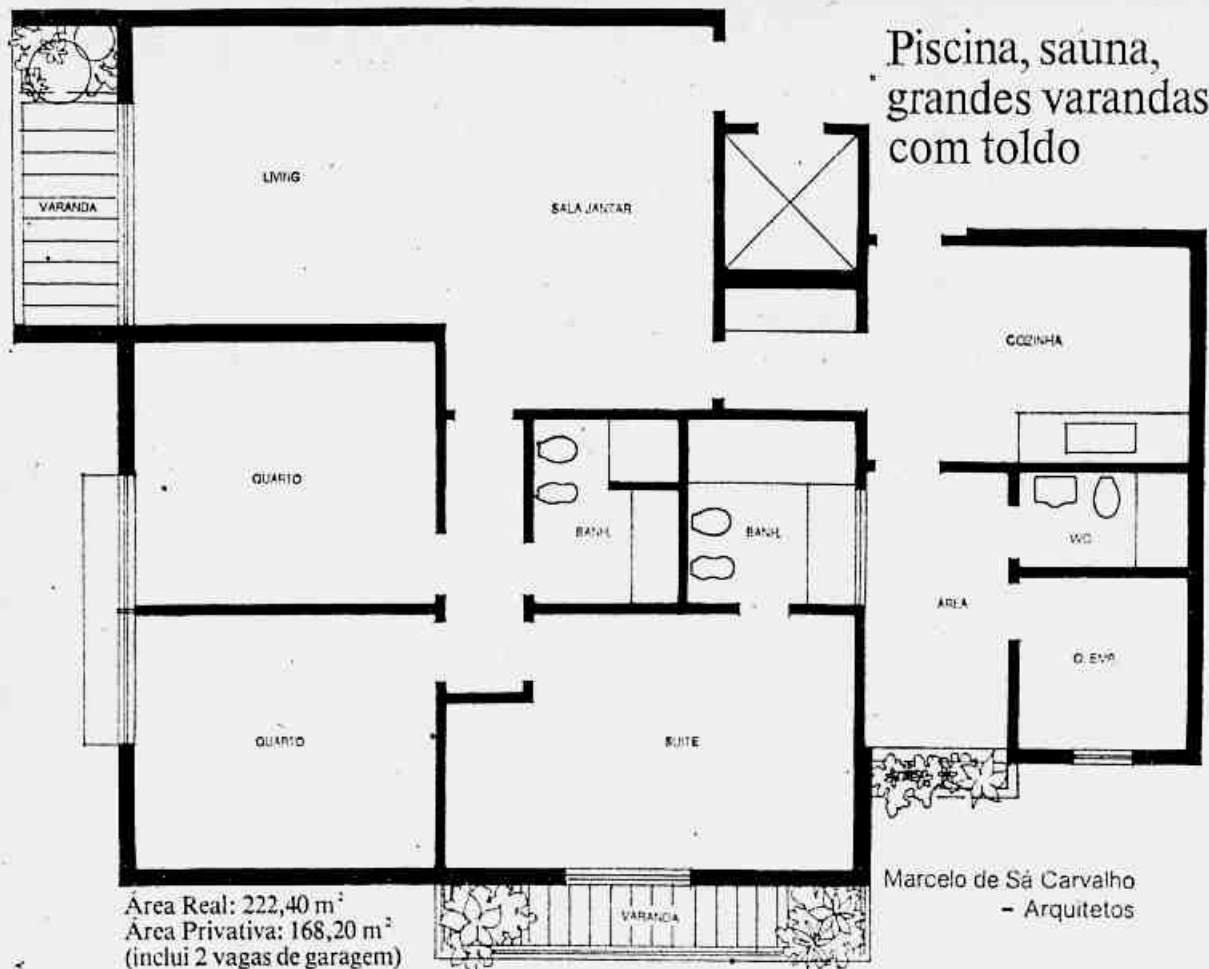 Piscina, sauna,
grandes varandas
com toldo
LIVING
VARANDA
SALA JANTAR
COZINHA
QUARTO
BANH.
BANH.
WC
ÁREA
Q. EMP.
QUARTO
SUITE
VARANDA
Marcelo de Sá Carvalho
– Arquitetos
Área Real: 222,40 m²
Área Privativa: 168,20 m²
(inclui 2 vagas de garagem)